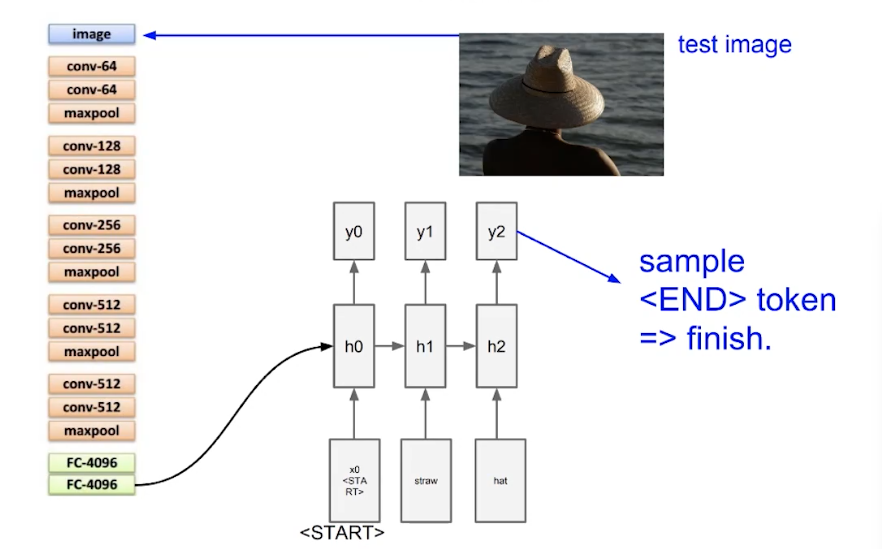 image
test image
conv-64
conv-64
maxpool
conv-128
conv-128
maxpool
conv-256
conv-256
maxpool
conv-512
conv-512
maxpool
conv-512
conv-512
maxpool
FC-4096
FC-4096
y0
y1
y2
sample
<END> token
=> finish.
h0
h1
h2
x0
<STA
RT>
straw
hat
<START>